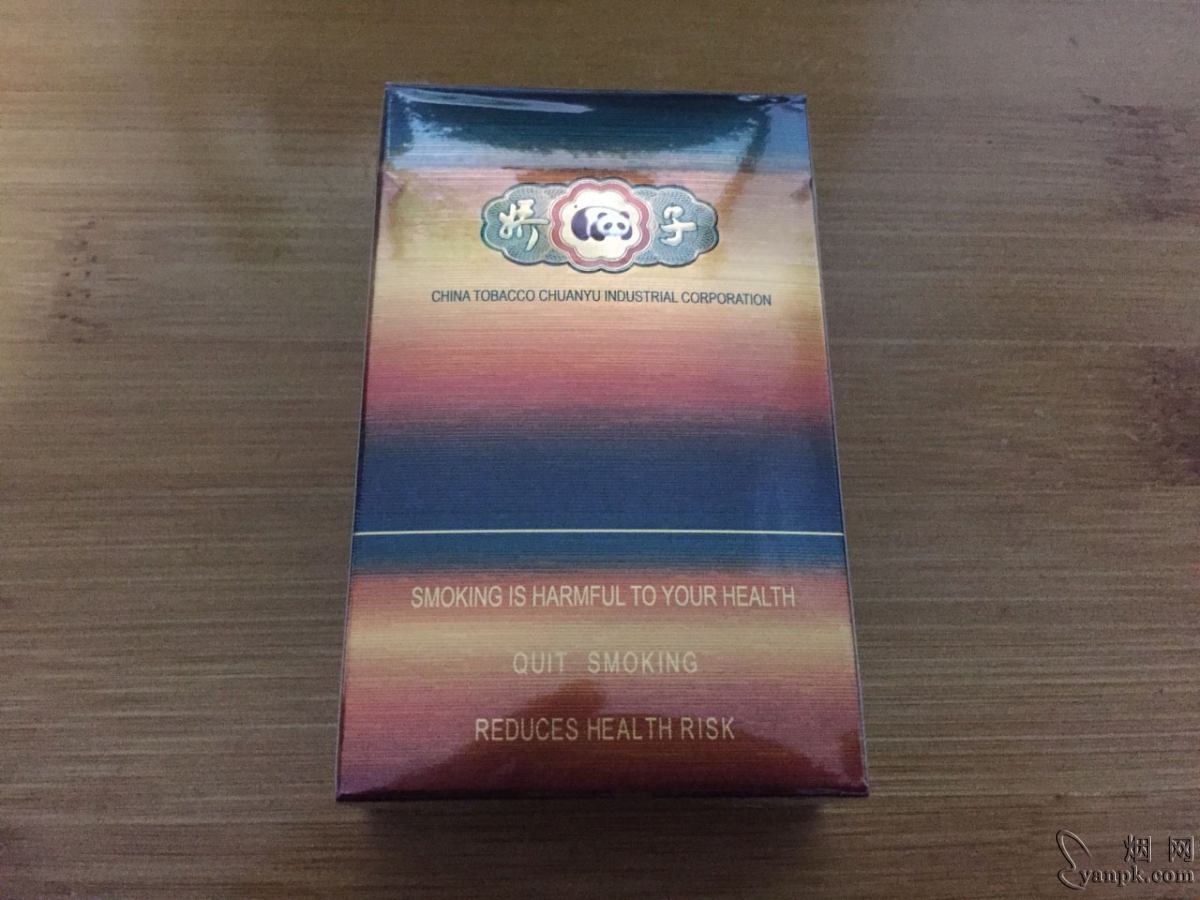 娇子
CHINA TOBACCO CHUANYU INDUSTRIAL CORPORATION
SMOKING IS HARMFUL TO YOUR HEALTH
QUIT SMOKING
REDUCES HEALTH RISK
烟网
yanpk.com